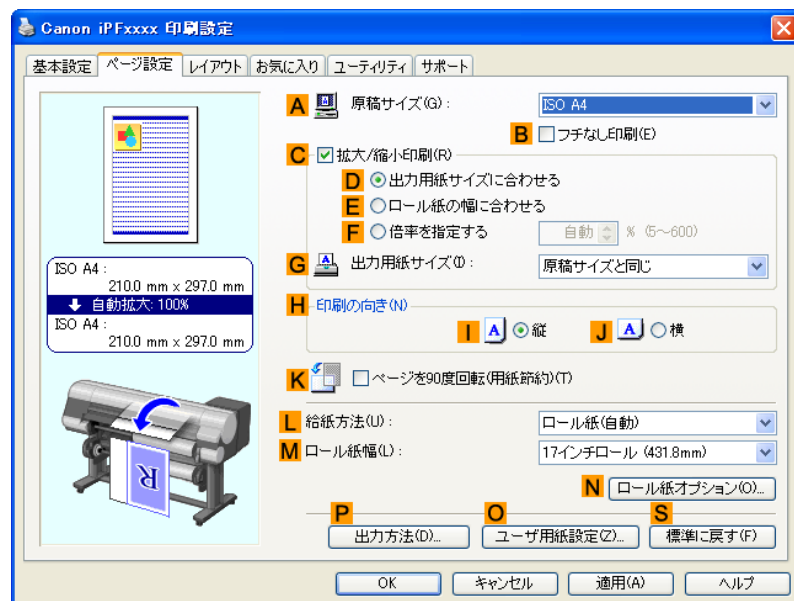 Canon iPFxxxx 印刷設定
基本設定 ページ設定 レイアウト お気に入り ユーティリティ サポート
A 原稿サイズ(G): ISO A4
B フチなし印刷(E)
C 拡大/縮小印刷(R)
D 出力用紙サイズに合わせる
E ロール紙の幅に合わせる
F 倍率を指定する 自動 % (5～600)
G 出力用紙サイズ(I): 原稿サイズと同じ
ISO A4:
210.0 mm x 297.0 mm
自動拡大: 100%
ISO A4:
210.0 mm x 297.0 mm
H 印刷の向き(N)
I A 縦 J A 横
K ページを90度回転(用紙節約)(T)
L 給紙方法(U): ロール紙(自動)
M ロール紙幅(L): 17インチロール (431.8mm)
R
N ロール紙オプション(O)...
P O S
出力方法(D)... ユーザ用紙設定(Z)... 標準に戻す(F)
OK キャンセル 適用(A) ヘルプ